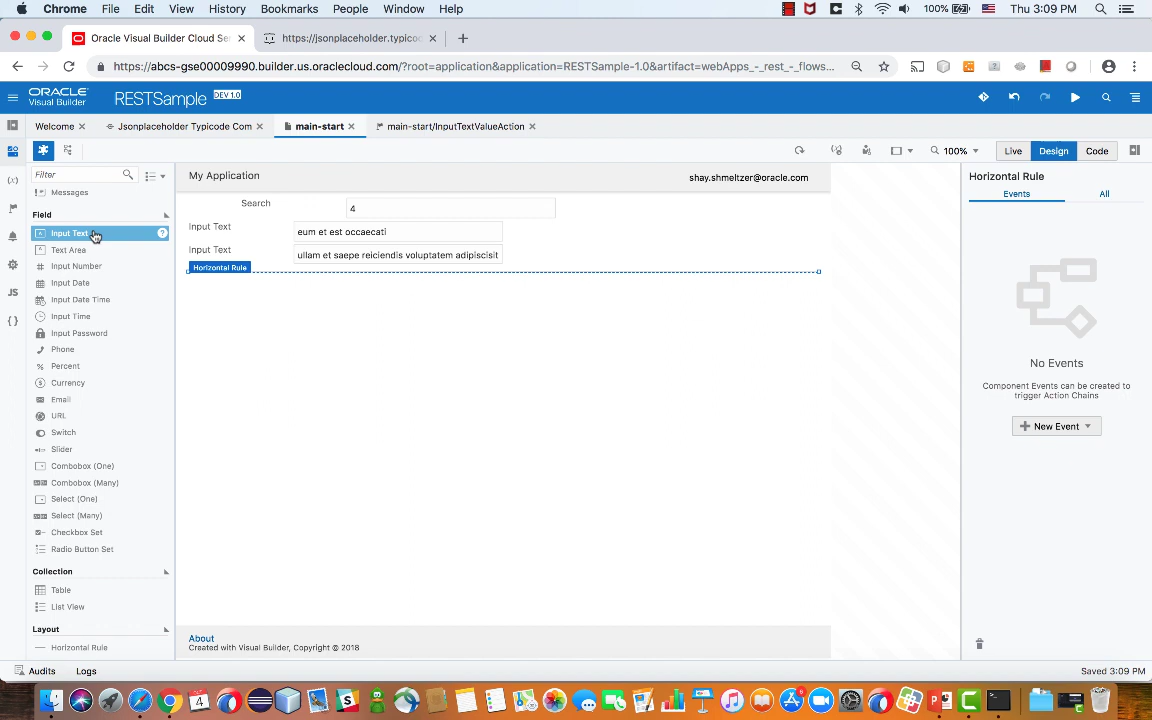 Chrome File Edit View History Bookmarks People Window Help 100% Thu 3:09 PM
Oracle Visual Builder Cloud Se https://jsonplaceholder.typico
https://abcs-gse00009990.builder.us.oraclecloud.com/?root=application&application=RESTSample-1.0&artifact=webApps_-_rest_-_flows...
ORACLE
Visual Builder
RESTSample DEV 1.0
Welcome Jsonplaceholder Typicode Com main-start main-start/InputTextValueAction
100% Live Design Code
Filter
Messages
Field
Input Text
Text Area
Input Number
Input Date
Input Date Time
Input Time
Input Password
Phone
Percent
Currency
Email
URL
Switch
Slider
Combobox (One)
Combobox (Many)
Select (One)
Select (Many)
Checkbox Set
Radio Button Set
Collection
Table
List View
Layout
Horizontal Rule
My Application shay.shmeltzer@oracle.com
Search 4
Input Text eum et est occaecati
Input Text ullam et saepe reiciendis voluptatem adipiscisit
Horizontal Rule
About
Created with Visual Builder, Copyright © 2018
Horizontal Rule
Events All
No Events
Component Events can be created to
trigger Action Chains
New Event
Audits Logs Saved 3:09 PM